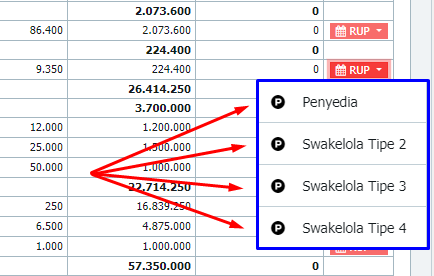 2.073.600 0
86.400 2.073.600 0 RUP
224.400 0
9.350 224.400 0 RUP
26.414.250
3.700.000
12.000 1.200.000
25.000 1.500.000
50.000 1.000.000
22.714.250
250 16.839.250
6.500 4.875.000
1.000 1.000.000
57.350.000 0
P Penyedia
P Swakelola Tipe 2
P Swakelola Tipe 3
P Swakelola Tipe 4